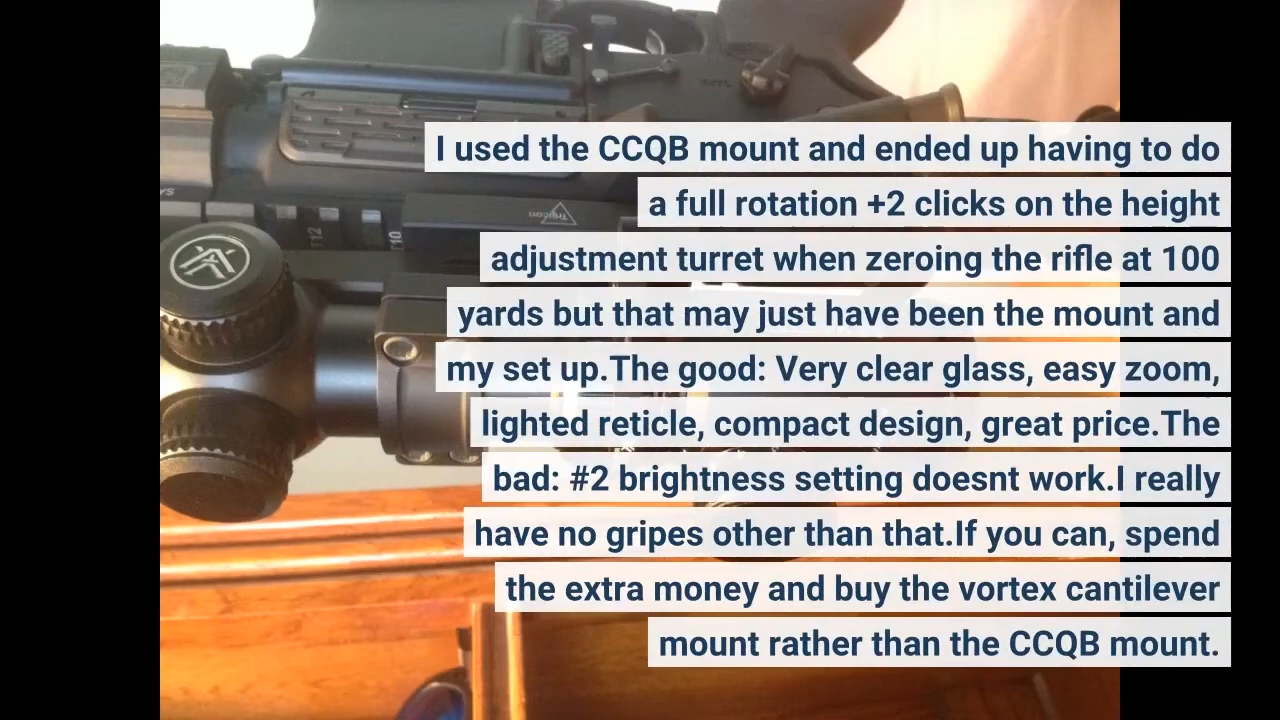 I used the CCQB mount and ended up having to do
a full rotation +2 clicks on the height
adjustment turret when zeroing the rifle at 100
yards but that may just have been the mount and
my set up.The good: Very clear glass, easy zoom,
lighted reticle, compact design, great price.The
bad: #2 brightness setting doesnt work.I really
have no gripes other than that.If you can, spend
the extra money and buy the vortex cantilever
mount rather than the CCQB mount.
Trijicon
T12
T10